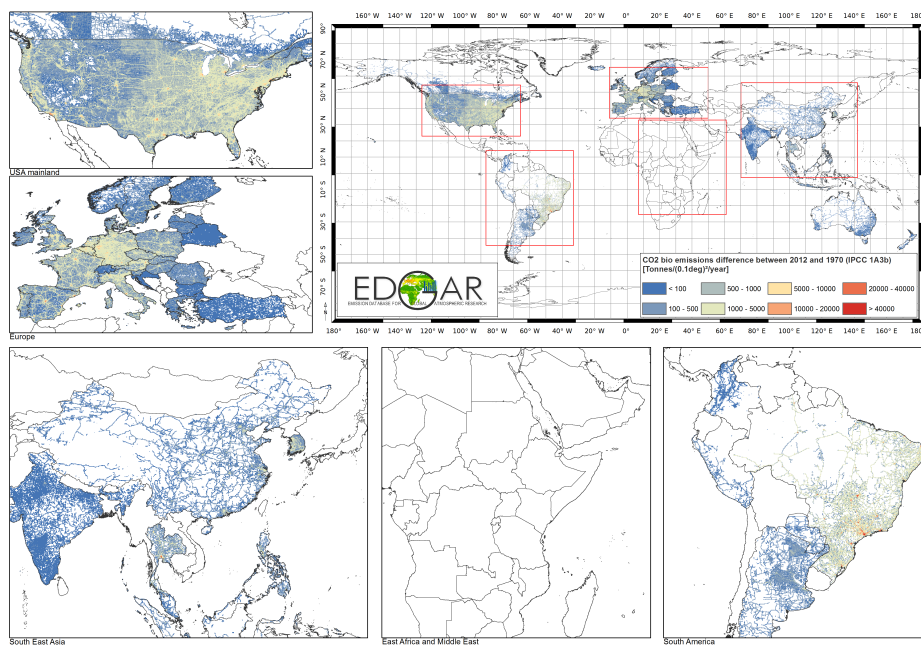 160° W 140° W 120° W 100° W 80° W 60° W 40° W 20° W 0° 20° E 40° E 60° E 80° E 100° E 120° E 140° E 160° E
90°
70° N
50° N
30° N
10° N
10° S
30° S
50° S
70° S
USA mainland
CO2 bio emissions difference between 2012 and 1970 (IPCC 1A3b)
[Tonnes/(0.1deg)²/year]
< 100 500 - 1000 5000 - 10000 20000 - 40000
100 - 500 1000 - 5000 10000 - 20000 > 40000
EDGAR
EMISSION DATABASE FOR GLOBAL ATMOSPHERIC RESEARCH
180° 160° W 140° W 120° W 100° W 80° W 60° W 40° W 20° W 0° 20° E 40° E 60° E 80° E 100° E 120° E 140° E 160° E
Europe
South East Asia
East Africa and Middle East
South America